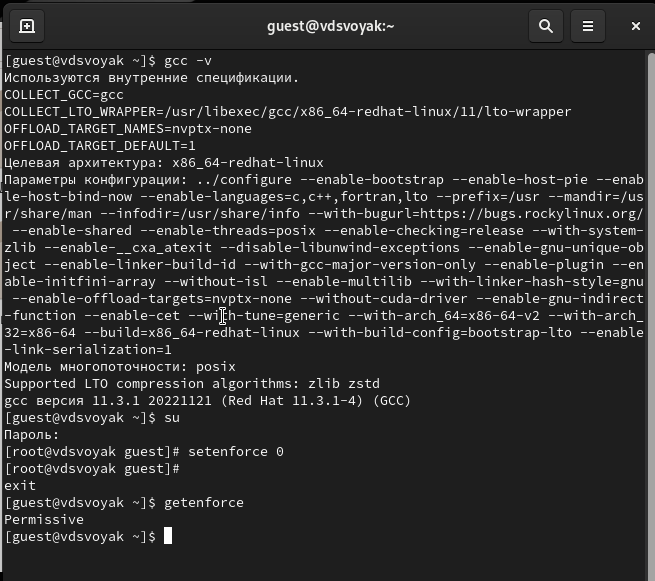 guest@vdsvoyak:~
[guest@vdsvoyak ~]$ gcc -v
Используются внутренние спецификации.
COLLECT_GCC=gcc
COLLECT_LTO_WRAPPER=/usr/libexec/gcc/x86_64-redhat-linux/11/lto-wrapper
OFFLOAD_TARGET_NAMES=nvptx-none
OFFLOAD_TARGET_DEFAULT=1
Целевая архитектура: x86_64-redhat-linux
Параметры конфигурации: ../configure --enable-bootstrap --enable-host-pie --enab
le-host-bind-now --enable-languages=c,c++,fortran,lto --prefix=/usr --mandir=/us
r/share/man --infodir=/usr/share/info --with-bugurl=https://bugs.rockylinux.org/
--enable-shared --enable-threads=posix --enable-checking=release --with-system-
zlib --enable-__cxa_atexit --disable-libunwind-exceptions --enable-gnu-unique-ob
ject --enable-linker-build-id --with-gcc-major-version-only --enable-plugin --en
able-initfini-array --without-isl --enable-multilib --with-linker-hash-style=gnu
--enable-offload-targets=nvptx-none --without-cuda-driver --enable-gnu-indirect
-function --enable-cet --with-tune=generic --with-arch_64=x86-64-v2 --with-arch_
32=x86-64 --build=x86_64-redhat-linux --with-build-config=bootstrap-lto --enable
-link-serialization=1
Модель многопоточности: posix
Supported LTO compression algorithms: zlib zstd
gcc версия 11.3.1 20221121 (Red Hat 11.3.1-4) (GCC)
[guest@vdsvoyak ~]$ su
Пароль:
[root@vdsvoyak guest]# setenforce 0
[root@vdsvoyak guest]#
exit
[guest@vdsvoyak ~]$ getenforce
Permissive
[guest@vdsvoyak ~]$